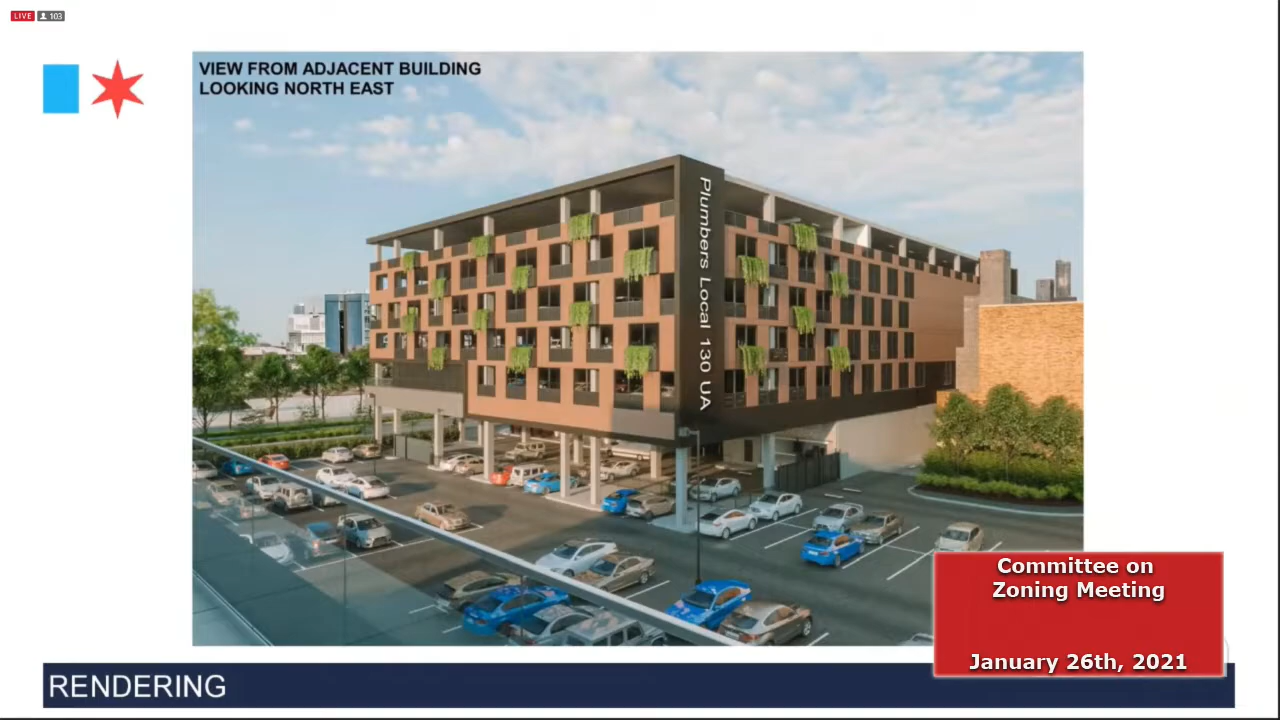 LIVE 103
VIEW FROM ADJACENT BUILDING
LOOKING NORTH EAST
Plumbers Local 130 UA
Committee on
Zoning Meeting
January 26th, 2021
RENDERING